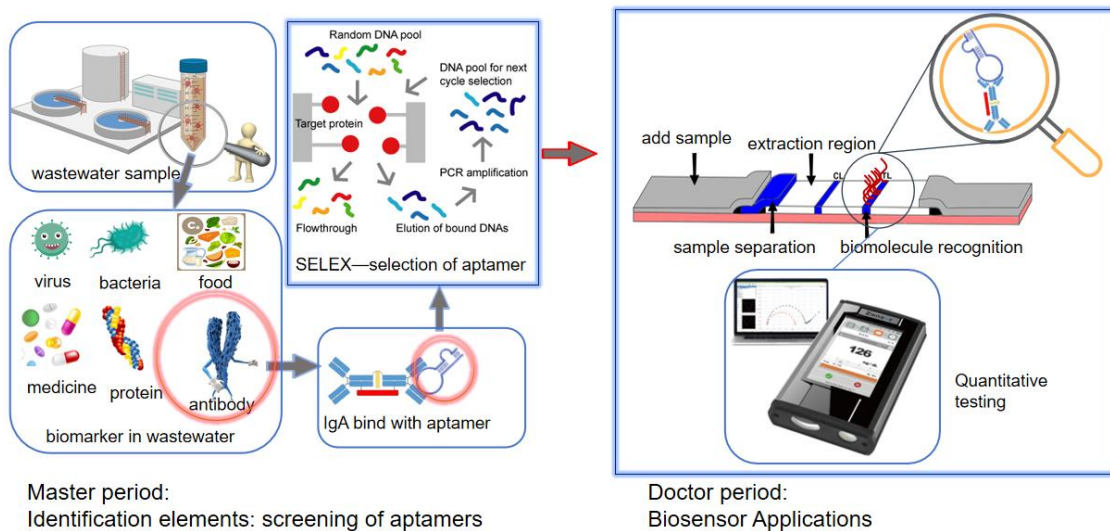 wastewater sample
virus
bacteria
food
medicine
protein
antibody
biomarker in wastewater
Random DNA pool
DNA pool for next
cycle selection
Target protein
PCR amplification
Flowthrough
Elution of bound DNAs
SELEX—selection of aptamer
IgA bind with aptamer
Master period:
Identification elements: screening of aptamers
add sample
extraction region
CL
TL
sample separation
biomolecule recognition
126
Quantitative
testing
Doctor period:
Biosensor Applications